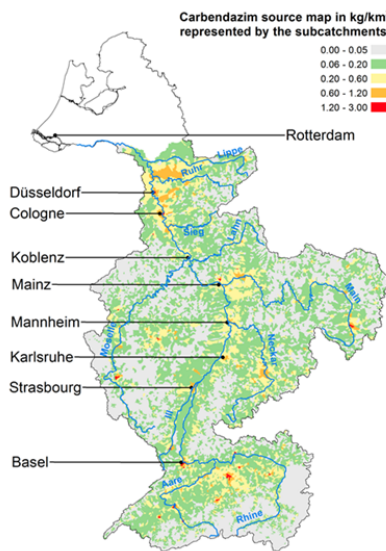 Carbendazim source map in kg/km
represented by the subcatchments
0.00 - 0.05
0.06 - 0.20
0.20 - 0.60
0.60 - 1.20
1.20 - 3.00
Rotterdam
Lippe
Ruhr
Düsseldorf
Cologne
Sieg
Lahn
Koblenz
Mainz
Main
Mannheim
Moselle
Neckar
Karlsruhe
Strasbourg
Ill
Basel
Aare
Rhine